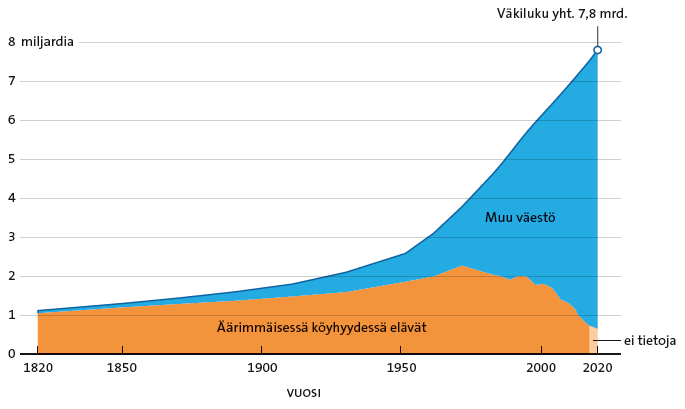 Väkiluku yht. 7,8 mrd.
8 miljardia
7
6
5
4
Muu väestö
3
2
1
Äärimmäisessä köyhyydessä elävät
ei tietoja
0
1820 1850 1900 1950 2000 2020
VUOSI